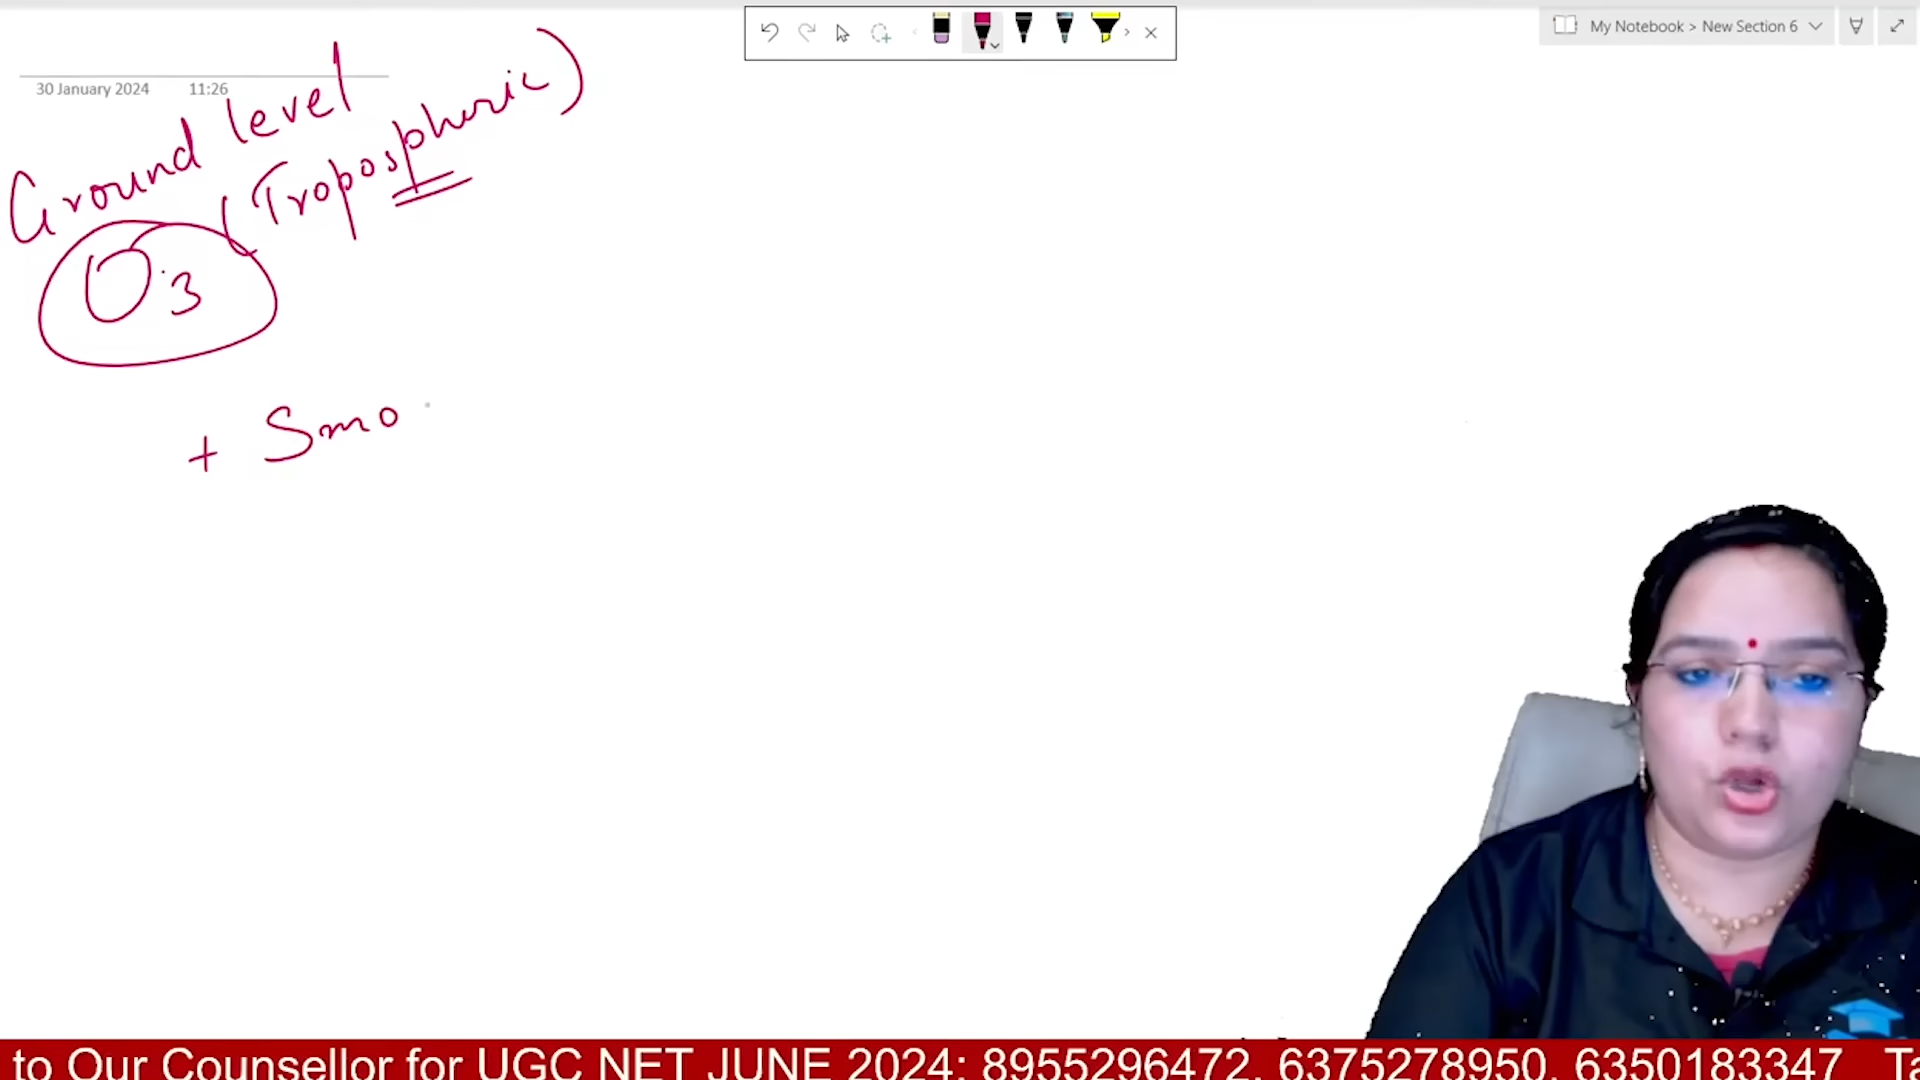 My Notebook > New Section 6
30 January 2024 11:26
Ground level
(Tropospheric)
O3
+ Smo
to Our Counsellor for UGC NET JUNE 2024: 8955296472, 6375278950, 6350183347 Ta